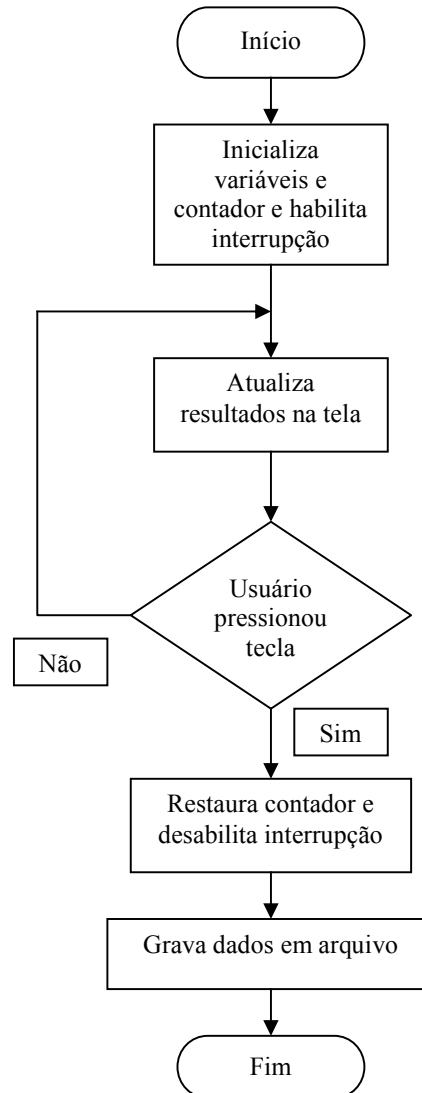 Início
Inicializa
variáveis e
contador e habilita
interrupção
Atualiza
resultados na tela
Usuário
pressionou
tecla
Não
Sim
Restaura contador e
desabilita interrupção
Grava dados em arquivo
Fim